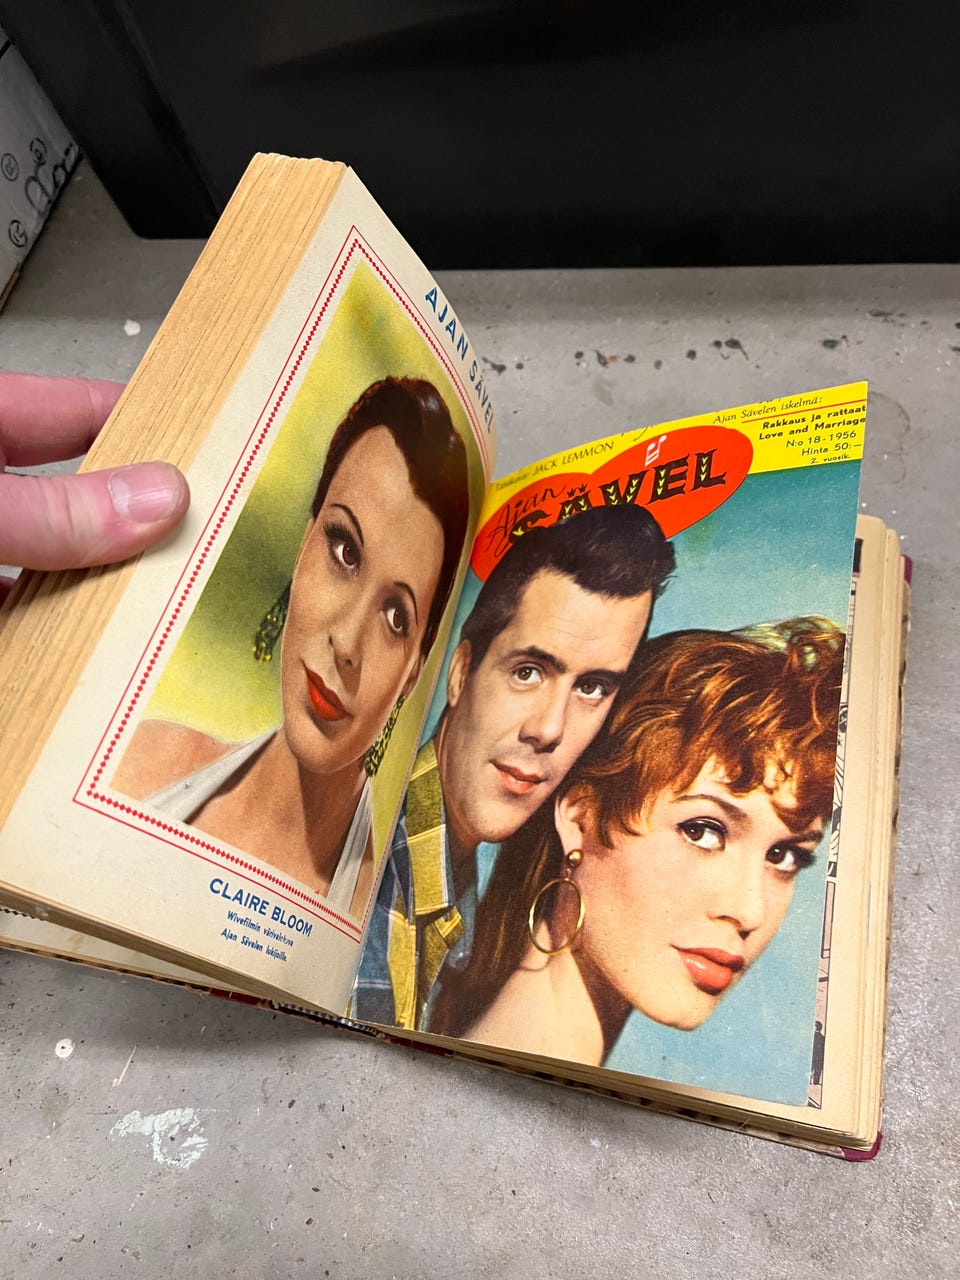 AJAN SÄVEL
CLAIRE BLOOM
Wivefilmin värivalokuva
Ajan Sävelen lukijoille.
JACK LEMMON
Ajan Sävelen iskelmä:
Rakkaus ja rattaat
Love and Marriage
N:o 18 - 1956
Hinta 50:—
2. vuosik.
Ajan
SÄVEL